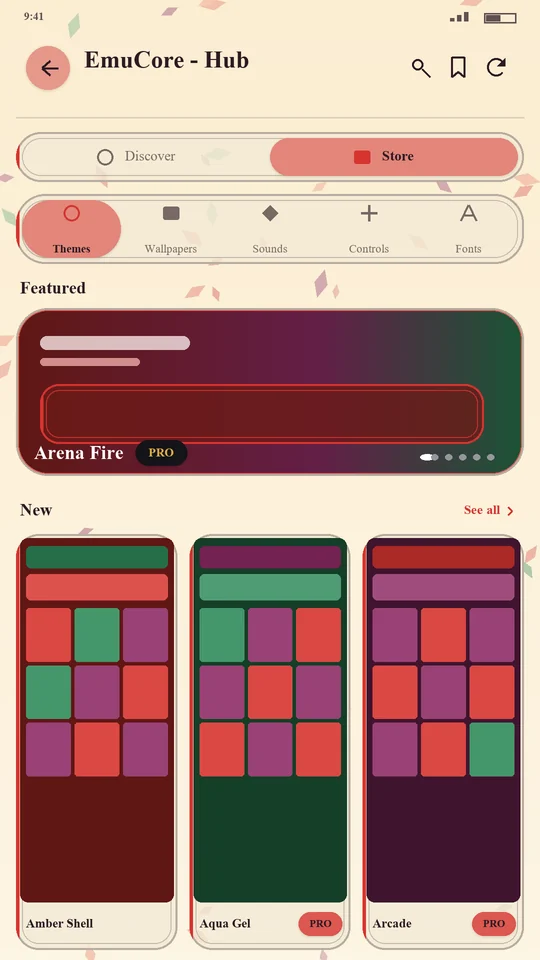 9:41
EmuCore - Hub
Discover
Store
Themes
Wallpapers
Sounds
Controls
Fonts
Featured
Arena Fire
PRO
New
See all
Amber Shell
Aqua Gel
PRO
Arcade
PRO